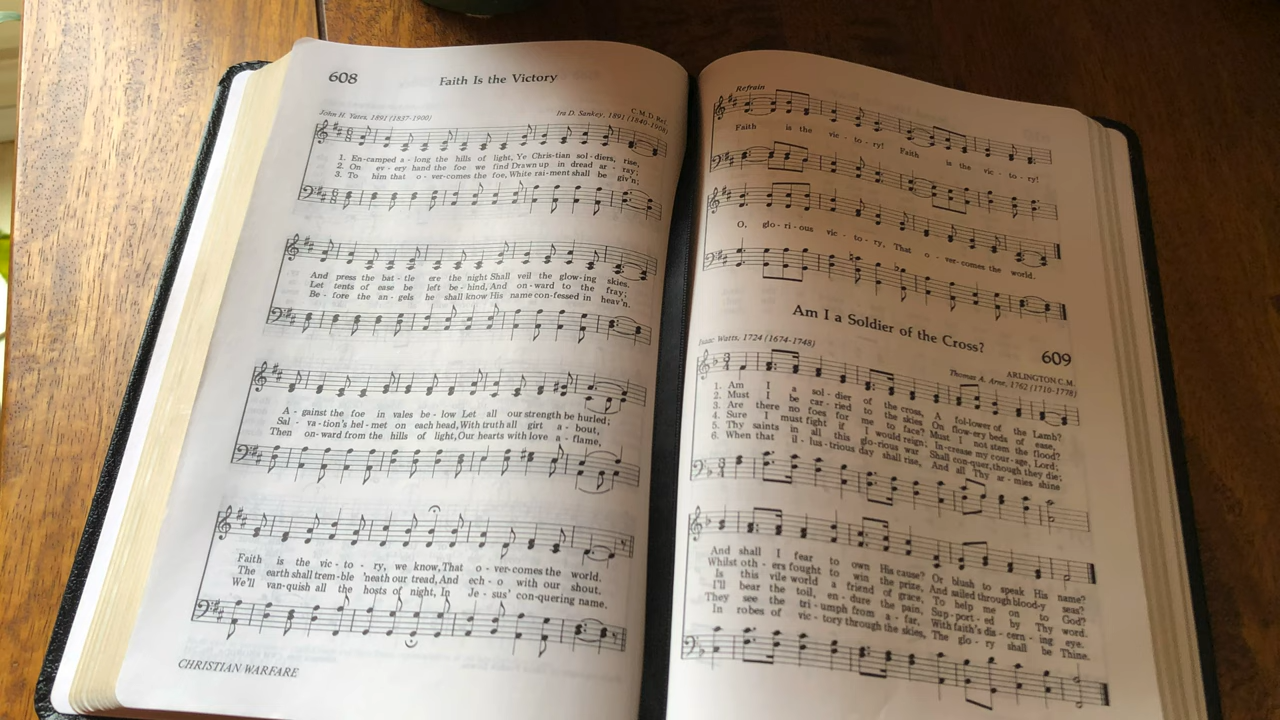 608
Faith Is the Victory
John H. Yates, 1891 (1837-1900)
C.M.D. Ref.
Ira D. Sankey, 1891 (1840-1908)
1. En-camped a - long the hills of light, Ye Chris-tian sol-diers, rise,
2. On ev-ery hand the foe we find Drawn up in dread ar - ray;
3. To him that o-ver-comes the foe, White rai-ment shall be giv'n;
And press the bat - tle ere the night Shall veil the glow-ing skies.
Let tents of ease be left be-hind, And on-ward to the fray;
Be - fore the an-gels he shall know His name con-fessed in heav'n.
A - gainst the foe in vales be-low Let all our strength be hurled;
Sal - va-tion's hel-met on each head, With truth all girt a - bout,
Then on-ward from the hills of light, Our hearts with love a - flame,
Faith is the vic - to - ry, we know, That o - ver-comes the world.
The earth shall trem-ble 'neath our tread, And ech - o with our shout.
We'll van-quish all the hosts of night, In Je - sus' con-quering name.
CHRISTIAN WARFARE
Refrain
Faith is the vic - to - ry! Faith is the vic - to - ry!
O, glo - ri - ous vic - to - ry, That o - ver-comes the world.
Am I a Soldier of the Cross?
609
Isaac Watts, 1724 (1674-1748)
ARLINGTON C.M.
Thomas A. Arne, 1762 (1710-1778)
1. Am I a sol - dier of the cross, A fol-lower of the Lamb?
2. Must I be car - ried to the skies On flow-ery beds of ease,
3. Are there no foes for me to face? Must I not stem the flood?
4. Sure I must fight if I would reign; In-crease my cour-age, Lord;
5. Thy saints in all this glo-rious war Shall con-quer, though they die;
6. When that il - lus-trious day shall rise, And all Thy ar-mies shine
And shall I fear to own His cause? Or blush to speak His name?
Whilst oth - ers fought to win the prize, And sailed through blood-y seas?
Is this vile world a friend of grace, To help me on to God?
I'll bear the toil, en - dure the pain, Sup-port-ed by Thy word.
They see the tri - umph from a - far, With faith's dis - cern - ing eye.
In robes of vic - tory through the skies, The glo - ry shall be Thine.